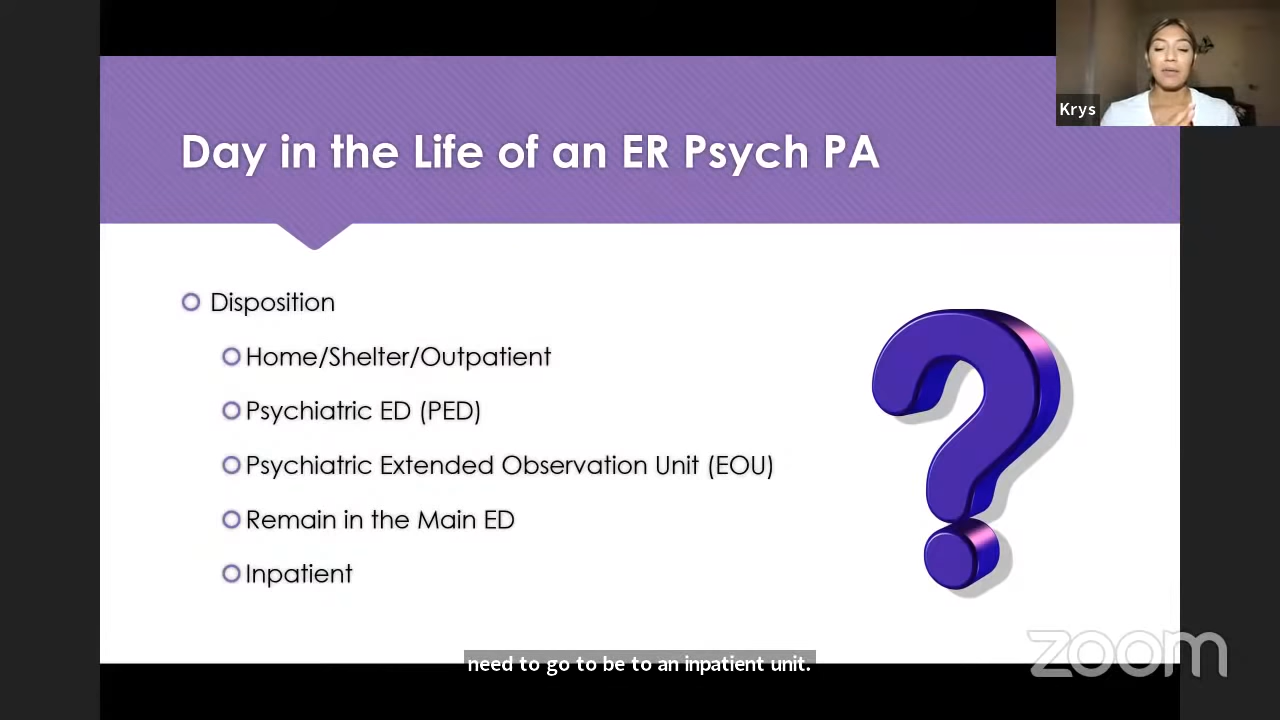 Krys
Day in the Life of an ER Psych PA
Disposition
Home/Shelter/Outpatient
Psychiatric ED (PED)
Psychiatric Extended Observation Unit (EOU)
Remain in the Main ED
Inpatient
need to go to be to an inpatient unit.
zoom